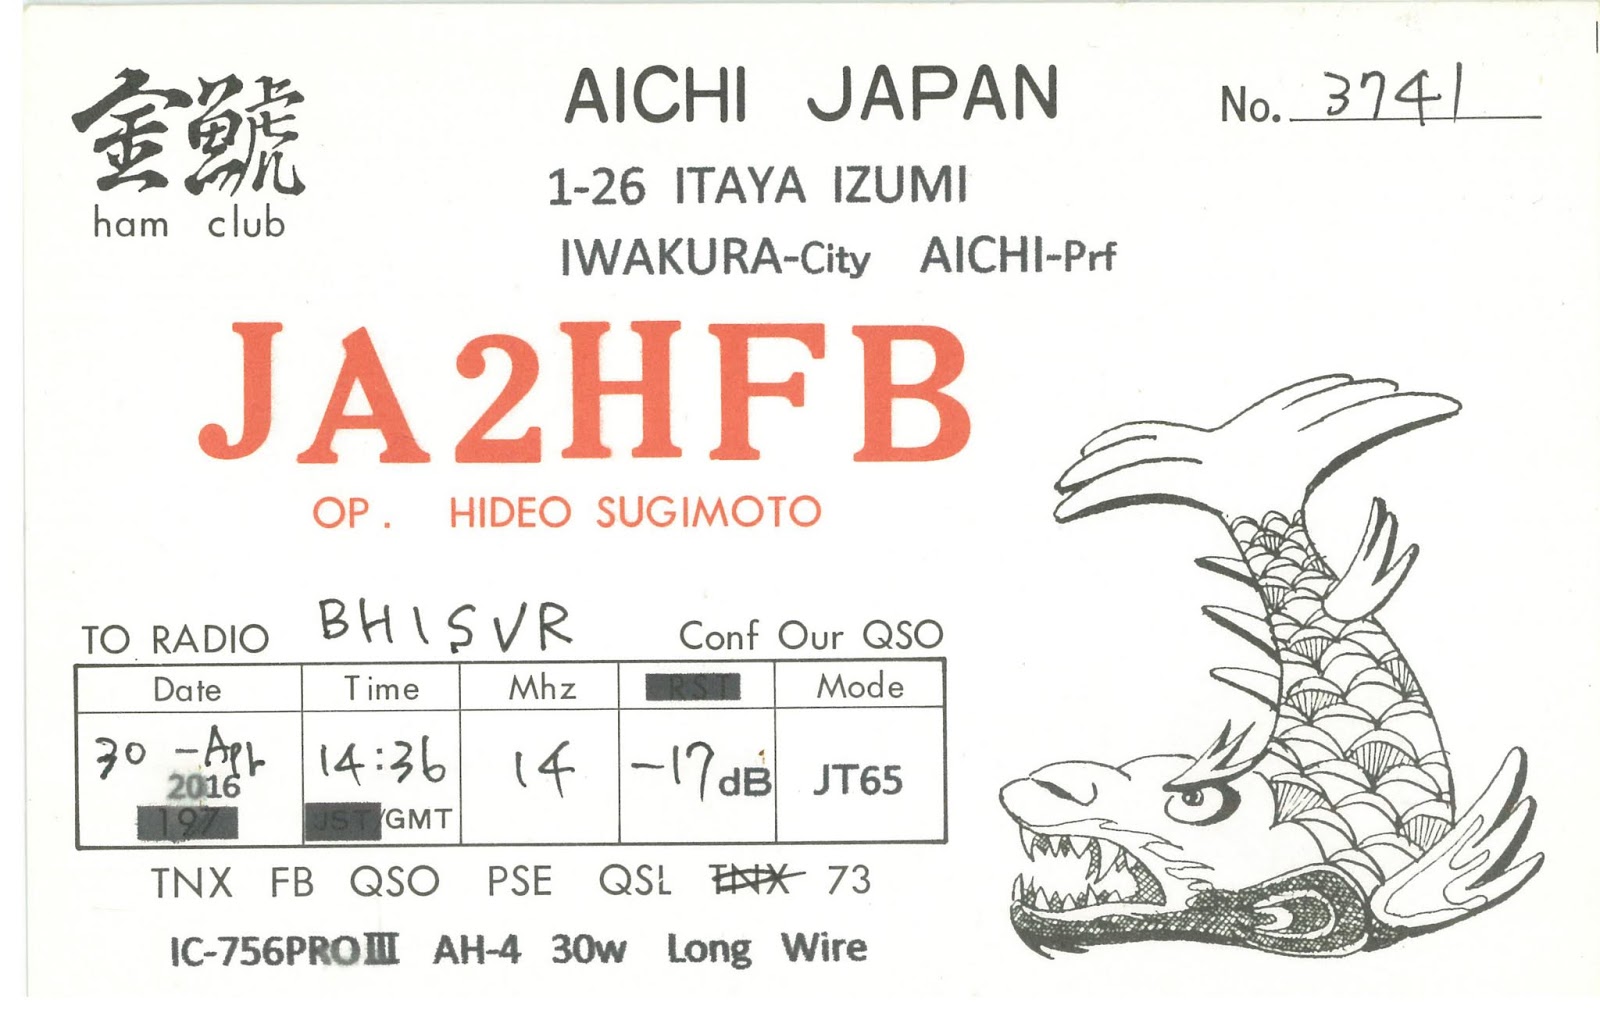 金鯱
ham club
AICHI JAPAN
No. 3741
1-26 ITAYA IZUMI
IWAKURA-City AICHI-Prf
JA2HFB
OP. HIDEO SUGIMOTO
TO RADIO BH1SVR Conf Our QSO
Date Time Mhz RST Mode
30 -Apr 14:36 14 -17dB JT65
2016
197 JST/GMT
TNX FB QSO PSE QSL TNX 73
IC-756PROIII AH-4 30w Long Wire